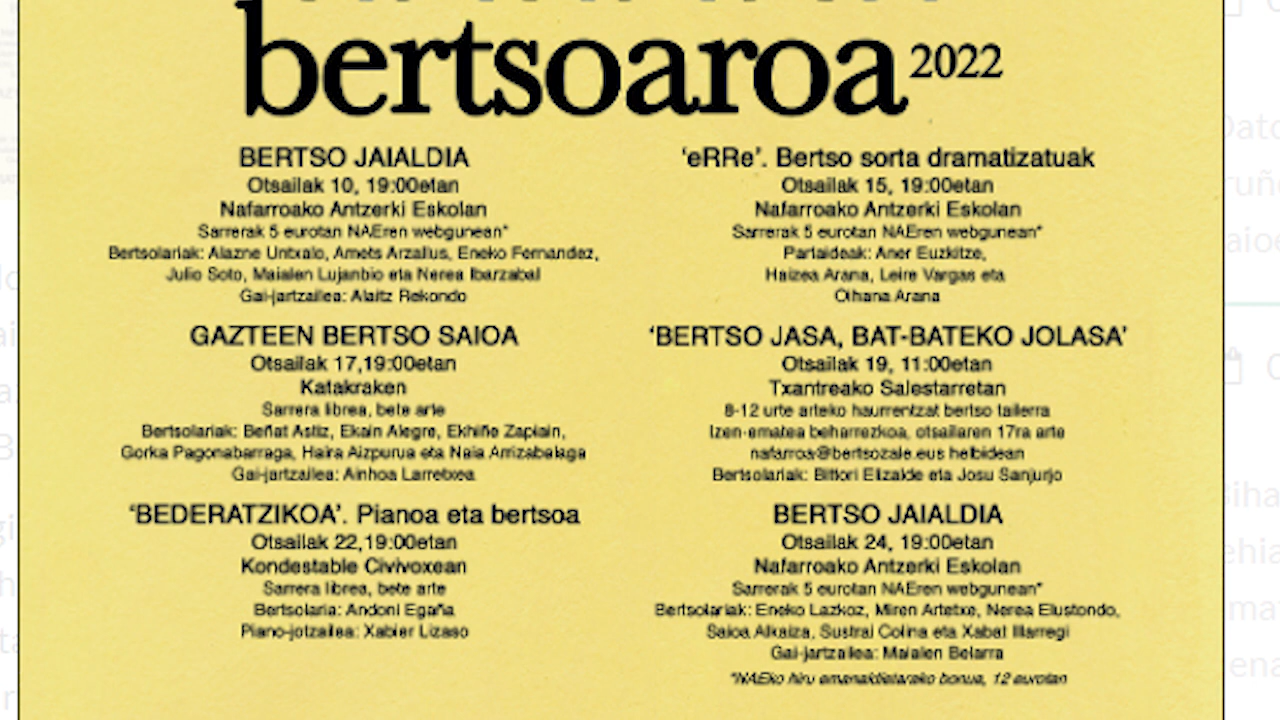 bertsoaroa 2022
BERTSO JAIALDIA
Otsailak 10, 19:00etan
Nafarroako Antzerki Eskolan
Sarrerak 5 eurotan NAEren webgunean*
Bertsolariak: Alazne Untxalo, Amets Arzallus, Eneko Fernandez,
Julio Soto, Maialen Lujanbio eta Nerea Ibarzabal
Gai-jartzailea: Alaitz Rekondo
GAZTEEN BERTSO SAIOA
Otsailak 17,19:00etan
Katakraken
Sarrera librea, bete arte
Bertsolariak: Beñat Astiz, Ekain Alegre, Ekhiñe Zapiain,
Gorka Pagonabarraga, Haira Aizpurua eta Naia Arrizabalaga
Gai-jartzailea: Ainhoa Larretxea
'BEDERATZIKOA'. Pianoa eta bertsoa
Otsailak 22,19:00etan
Kondestable Civivoxean
Sarrera librea, bete arte
Bertsolaria: Andoni Egaña
Piano-jotzailea: Xabier Lizaso
'eRRe'. Bertso sorta dramatizatuak
Otsailak 15, 19:00etan
Nafarroako Antzerki Eskolan
Sarrerak 5 eurotan NAEren webgunean*
Partaideak: Aner Euzkitze,
Haizea Arana, Leire Vargas eta
Oihana Arana
'BERTSO JASA, BAT-BATEKO JOLASA'
Otsailak 19, 11:00etan
Txantreako Salestarretan
8-12 urte arteko haurrentzat bertso tailerra
Izen-ematea beharrezkoa, otsailaren 17ra arte
nafarroa@bertsozale.eus helbidean
Bertsolariak: Bittori Elizalde eta Josu Sanjurjo
BERTSO JAIALDIA
Otsailak 24, 19:00etan
Nafarroako Antzerki Eskolan
Sarrerak 5 eurotan NAEren webgunean*
Bertsolariak: Eneko Lazkoz, Miren Artetxe, Nerea Elustondo,
Saioa Alkaiza, Sustrai Colina eta Xabat Illarregi
Gai-jartzailea: Maialen Belarra
*NAEko hiru emanaldietarako bonua, 12 eurotan